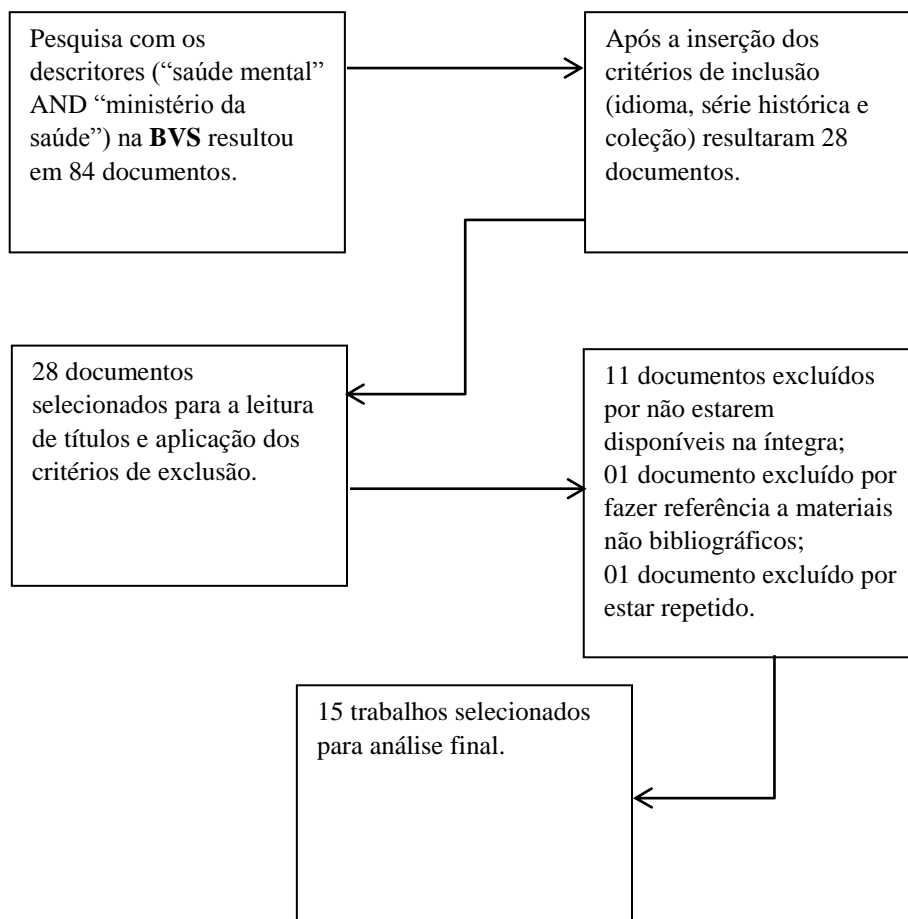 Pesquisa com os
descritores (“saúde mental”
AND “ministério da
saúde”) na BVS resultou
em 84 documentos.
Após a inserção dos
critérios de inclusão
(idioma, série histórica e
coleção) resultaram 28
documentos.
28 documentos
selecionados para a leitura
de títulos e aplicação dos
critérios de exclusão.
11 documentos excluídos
por não estarem
disponíveis na íntegra;
01 documento excluído por
fazer referência a materiais
não bibliográficos;
01 documento excluído por
estar repetido.
15 trabalhos selecionados
para análise final.